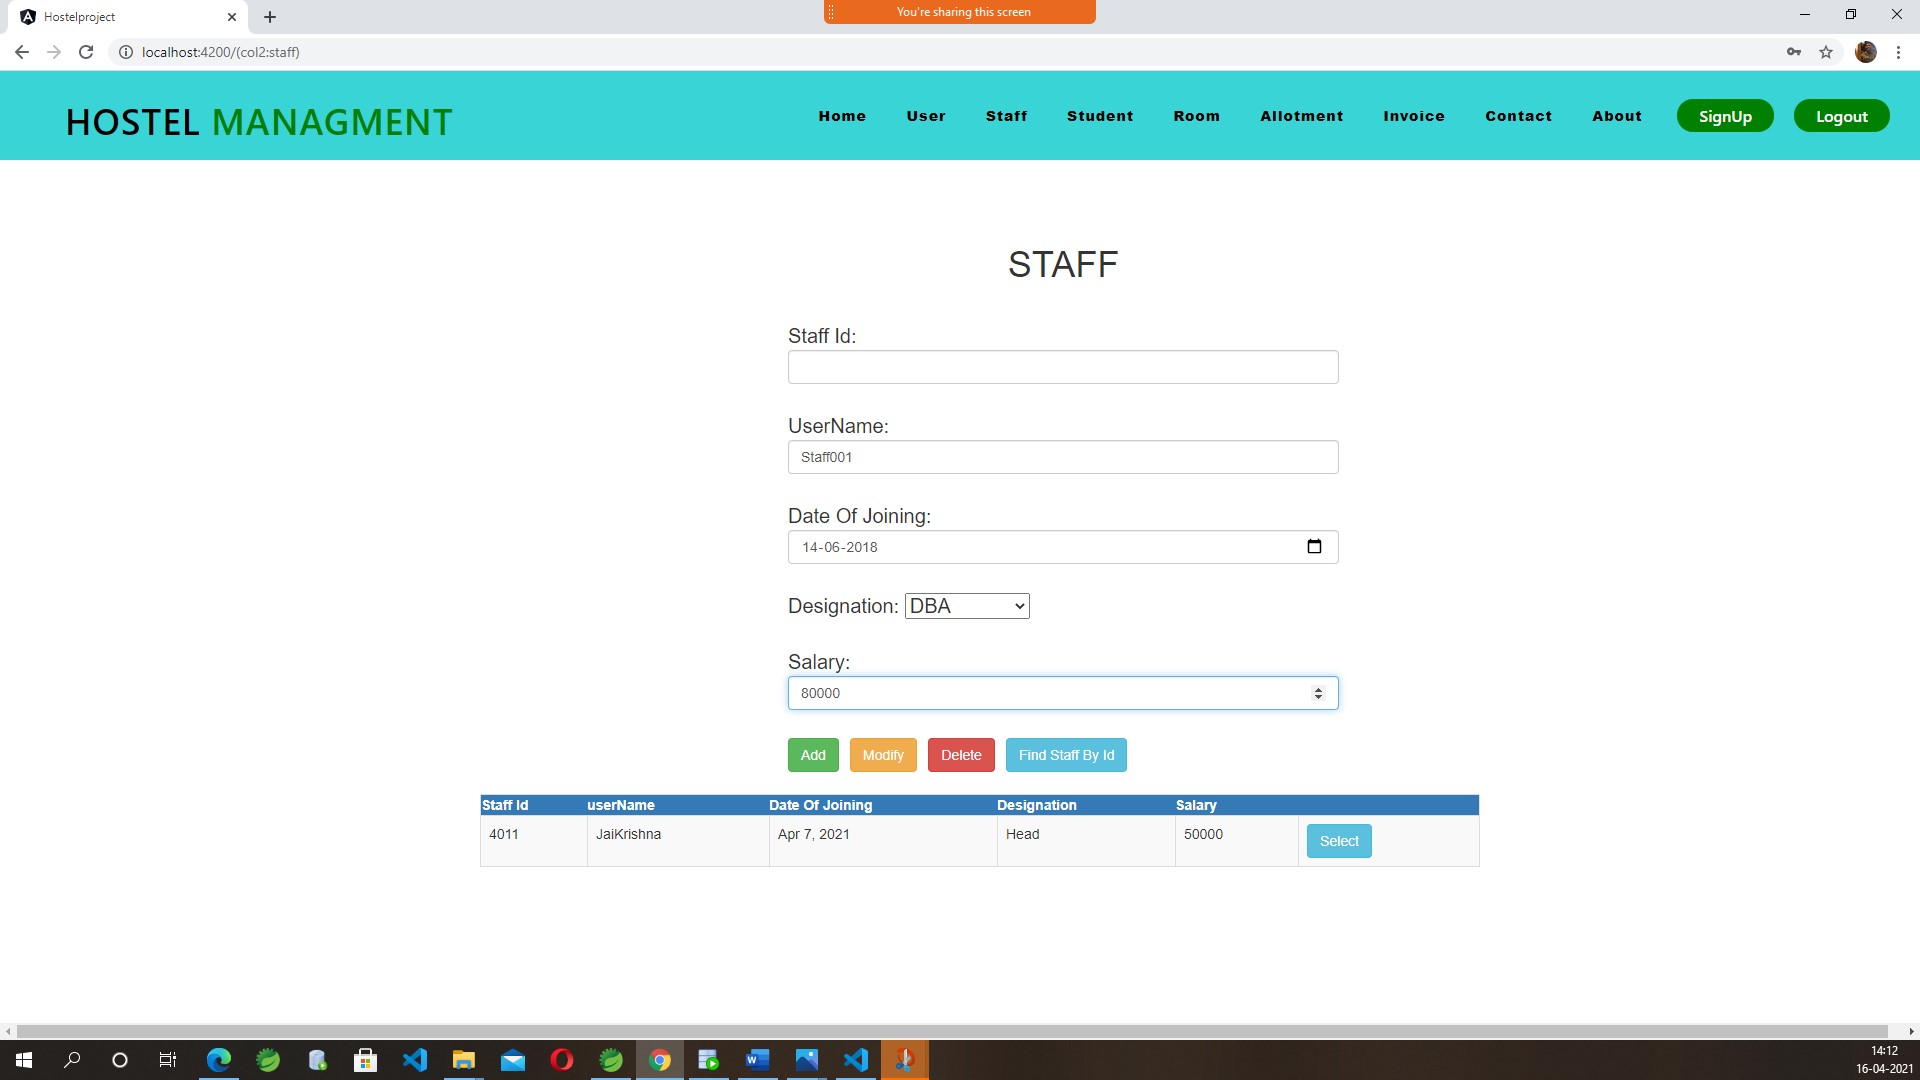 Hostelproject
You're sharing this screen
localhost:4200/(col2:staff)
HOSTEL MANAGMENT
Home User Staff Student Room Allotment Invoice Contact About SignUp Logout
STAFF
Staff Id:
UserName:
Staff001
Date Of Joining:
14-06-2018
Designation: DBA
Salary:
80000
Add Modify Delete Find Staff By Id
Staff Id userName Date Of Joining Designation Salary
4011 JaiKrishna Apr 7, 2021 Head 50000 Select
14:12
16-04-2021